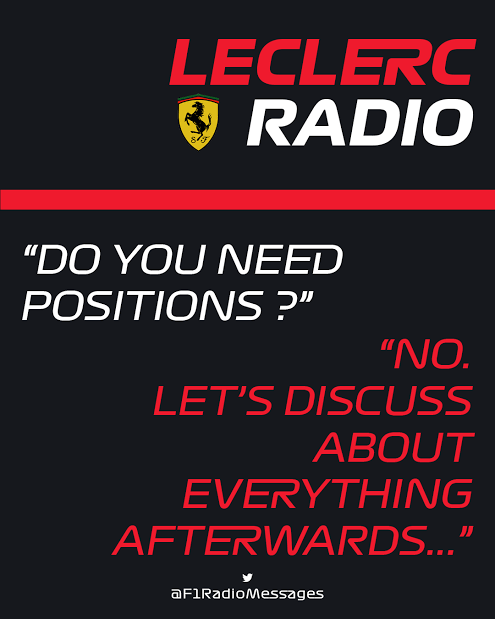 LECLERC
RADIO
S F
“DO YOU NEED
POSITIONS ?”
“NO.
LET'S DISCUSS
ABOUT
EVERYTHING
AFTERWARDS...”
@F1RadioMessages